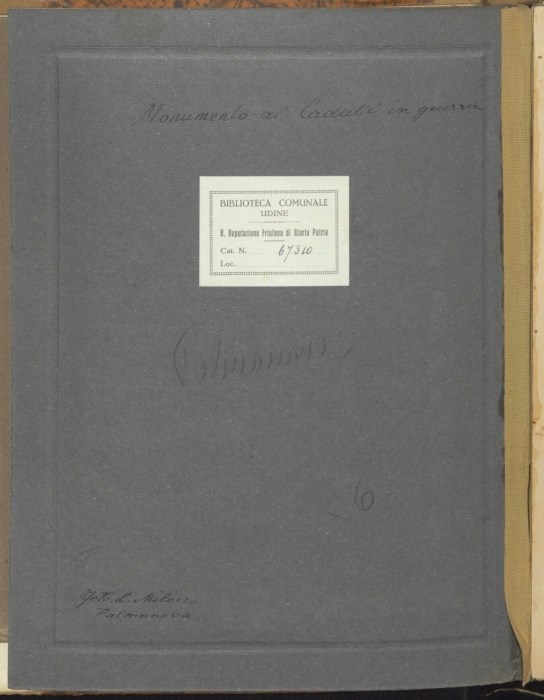 Monumento ai Caduti in guerra
BIBLIOTECA COMUNALE
UDINE
R. Deputazione Friulana di Storia Patria
Cat. N. 67310
Loc.
Palmanova
6
Foto. L.
Palmanova.